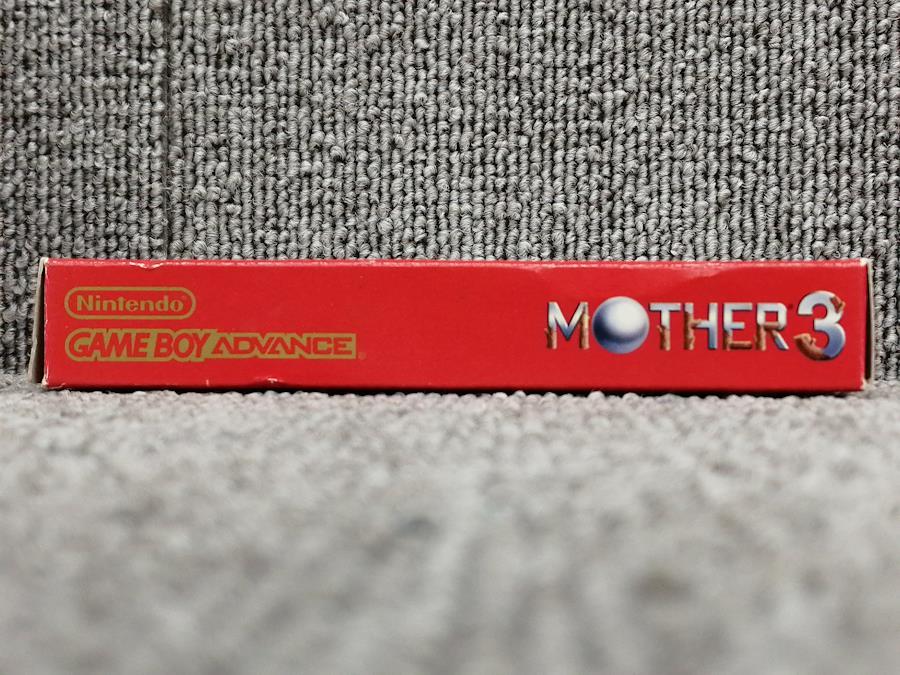 Nintendo®
GAME BOY ADVANCE®
MOTHER 3